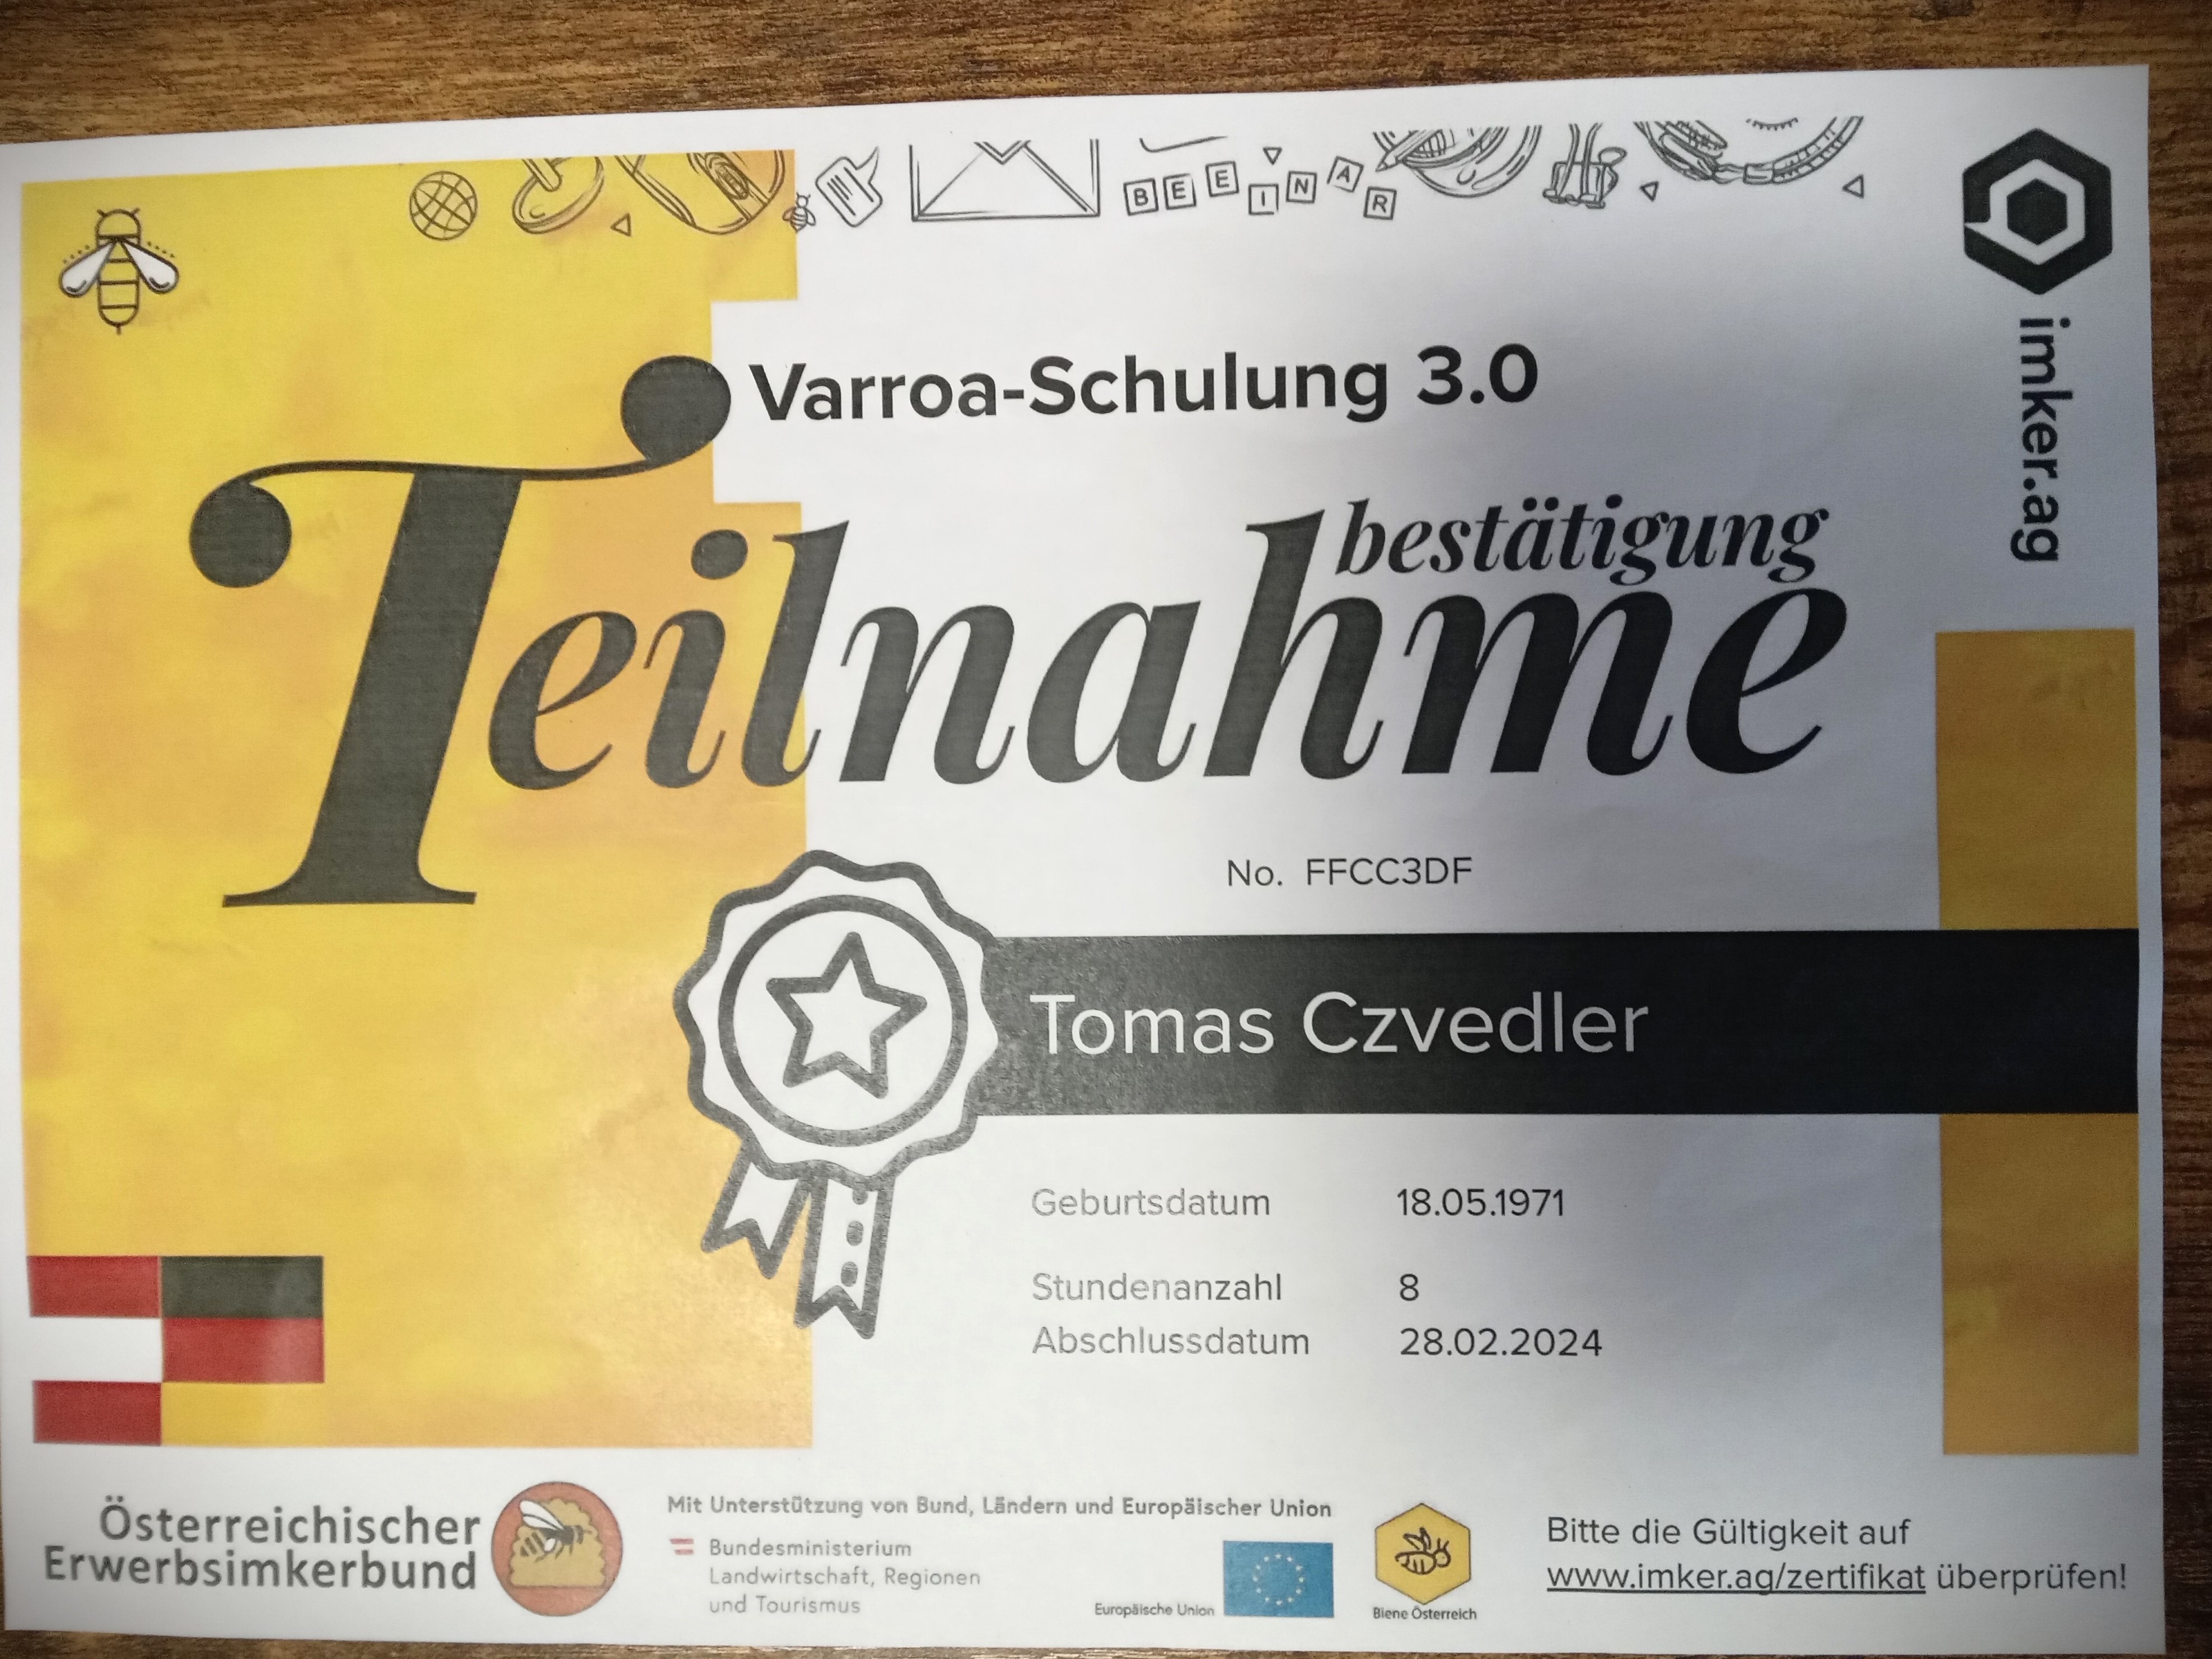 BEEINAR
imker.ag
Varroa-Schulung 3.0
Teilnahme
bestätigung
No. FFCC3DF
Tomas Czvedler
Geburtsdatum 18.05.1971
Stundenanzahl 8
Abschlussdatum 28.02.2024
Österreichischer
Erwerbsimkerbund
Mit Unterstützung von Bund, Ländern und Europäischer Union
Bundesministerium
Landwirtschaft, Regionen
und Tourismus
Europäische Union
Biene Österreich
Bitte die Gültigkeit auf
www.imker.ag/zertifikat überprüfen!